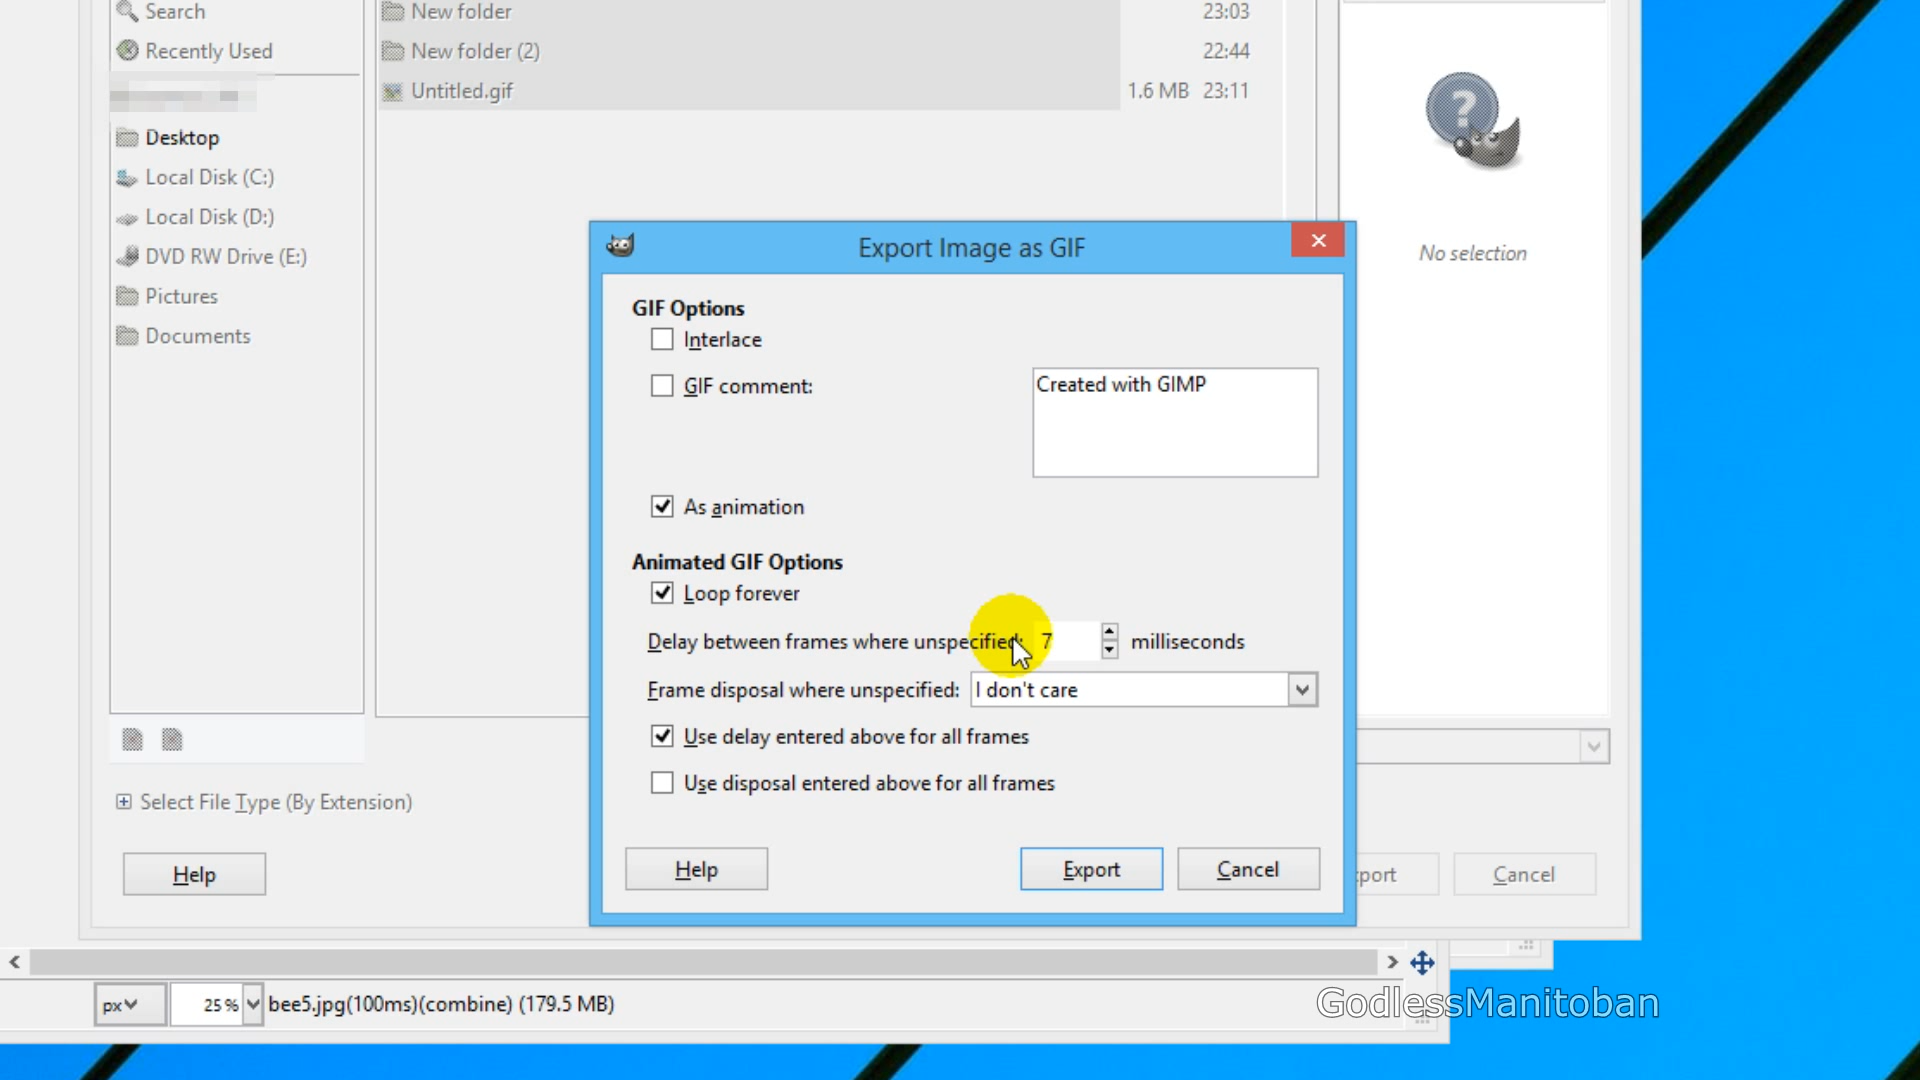 Search
New folder 23:03
Recently Used
New folder (2) 22:44
Untitled.gif 1.6 MB 23:11
Desktop
Local Disk (C:)
Local Disk (D:)
DVD RW Drive (E:)
Pictures
Documents
No selection
Export Image as GIF
GIF Options
Interlace
GIF comment:
Created with GIMP
As animation
Animated GIF Options
Loop forever
Delay between frames where unspecified: 7 milliseconds
Frame disposal where unspecified: I don't care
Use delay entered above for all frames
Use disposal entered above for all frames
Help Export Cancel
Select File Type (By Extension)
Help port Cancel
px 25 % bee5.jpg(100ms)(combine) (179.5 MB)
GodlessManitoban